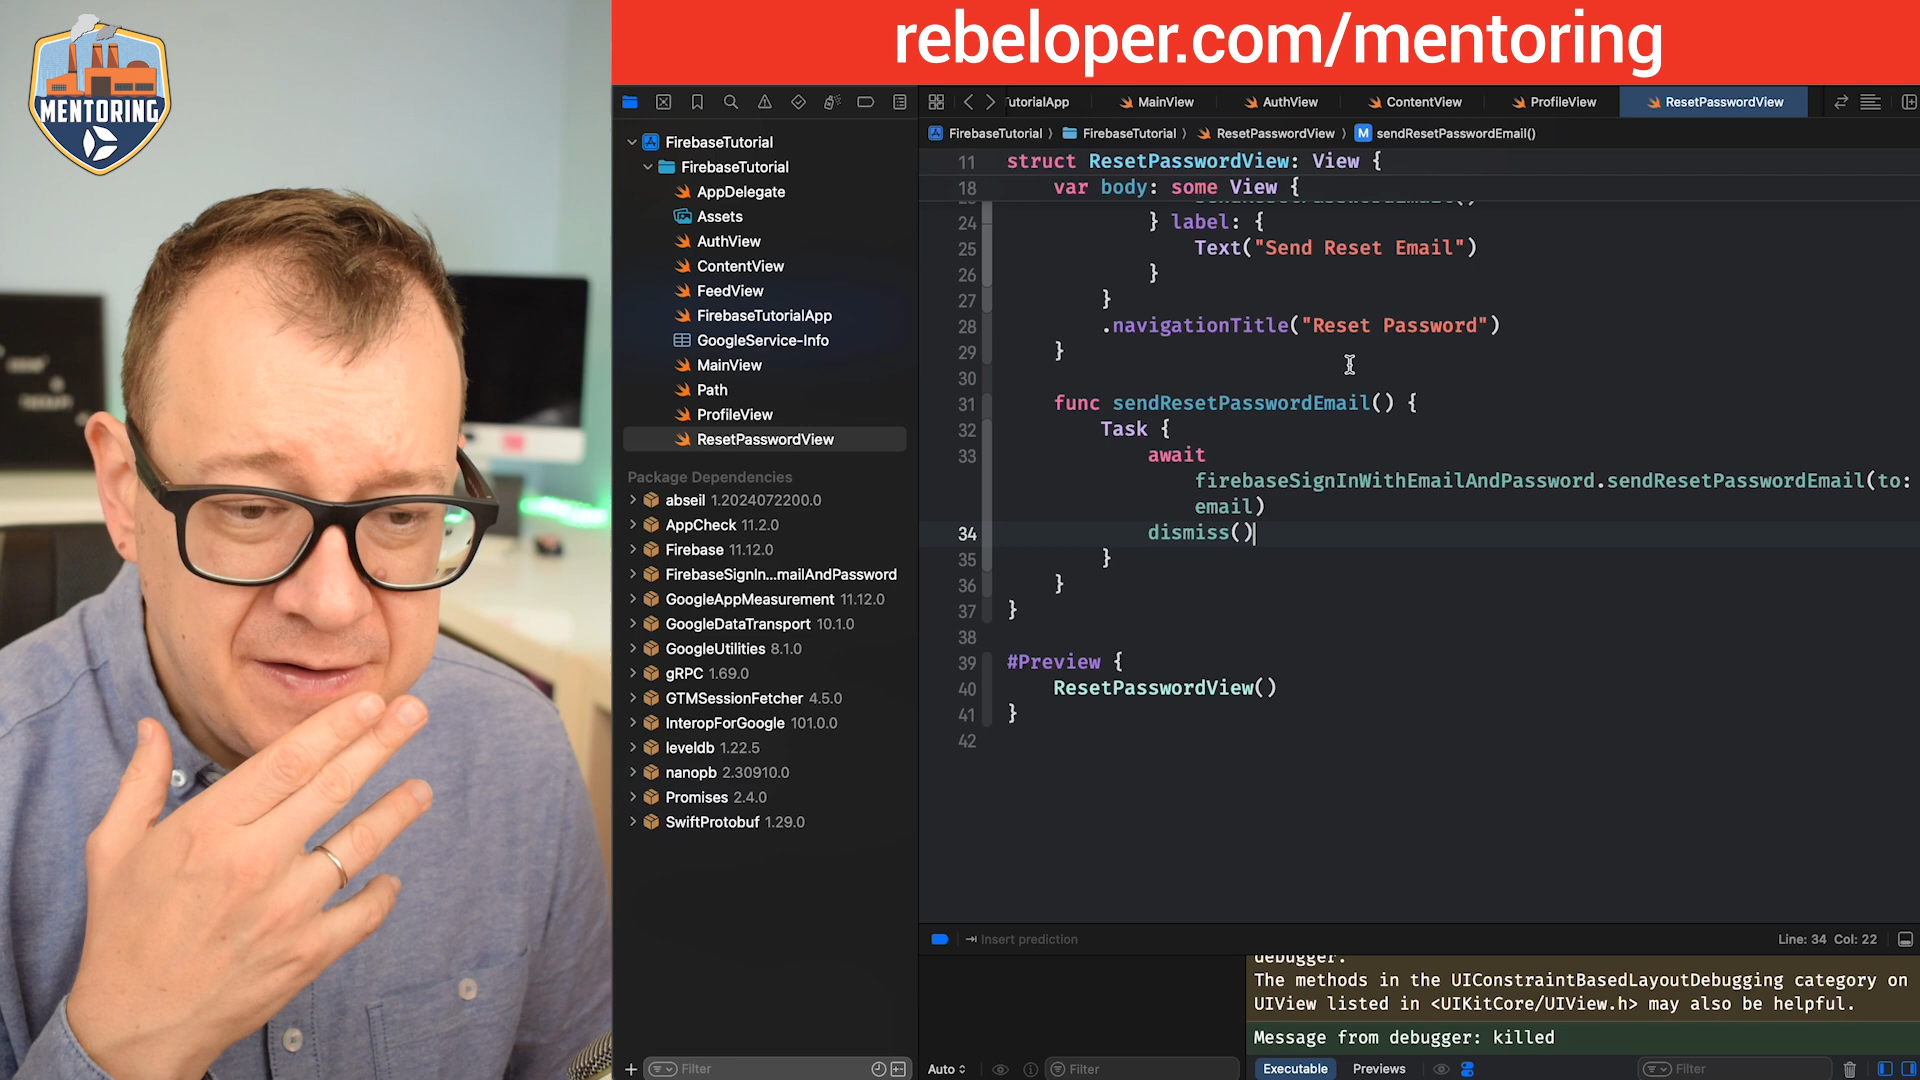 MENTORING
rebeloper.com/mentoring
utorialApp
MainView
AuthView
ContentView
ProfileView
ResetPasswordView
FirebaseTutorial
FirebaseTutorial
ResetPasswordView
M sendResetPasswordEmail()
FirebaseTutorial
FirebaseTutorial
AppDelegate
Assets
AuthView
ContentView
FeedView
FirebaseTutorialApp
GoogleService-Info
MainView
Path
ProfileView
ResetPasswordView
Package Dependencies
abseil 1.2024072200.0
AppCheck 11.2.0
Firebase 11.12.0
FirebaseSignIn...mailAndPassword
GoogleAppMeasurement 11.12.0
GoogleDataTransport 10.1.0
GoogleUtilities 8.1.0
gRPC 1.69.0
GTMSessionFetcher 4.5.0
InteropForGoogle 101.0.0
leveldb 1.22.5
nanopb 2.30910.0
Promises 2.4.0
SwiftProtobuf 1.29.0
Filter
11 struct ResetPasswordView: View {
18 var body: some View {
24 } label: {
25 Text("Send Reset Email")
26 }
27 }
28 .navigationTitle("Reset Password")
29 }
30
31 func sendResetPasswordEmail() {
32 Task {
33 await
firebaseSignInWithEmailAndPassword.sendResetPasswordEmail(to:
email)
34 dismiss()
35 }
36 }
37 }
38
39 #Preview {
40 ResetPasswordView()
41 }
42
Insert prediction
Line: 34 Col: 22
debugger.
The methods in the UIConstraintBasedLayoutDebugging category on
UIView listed in <UIKitCore/UIView.h> may also be helpful.
Message from debugger: killed
Auto
Filter
Executable
Previews
Filter